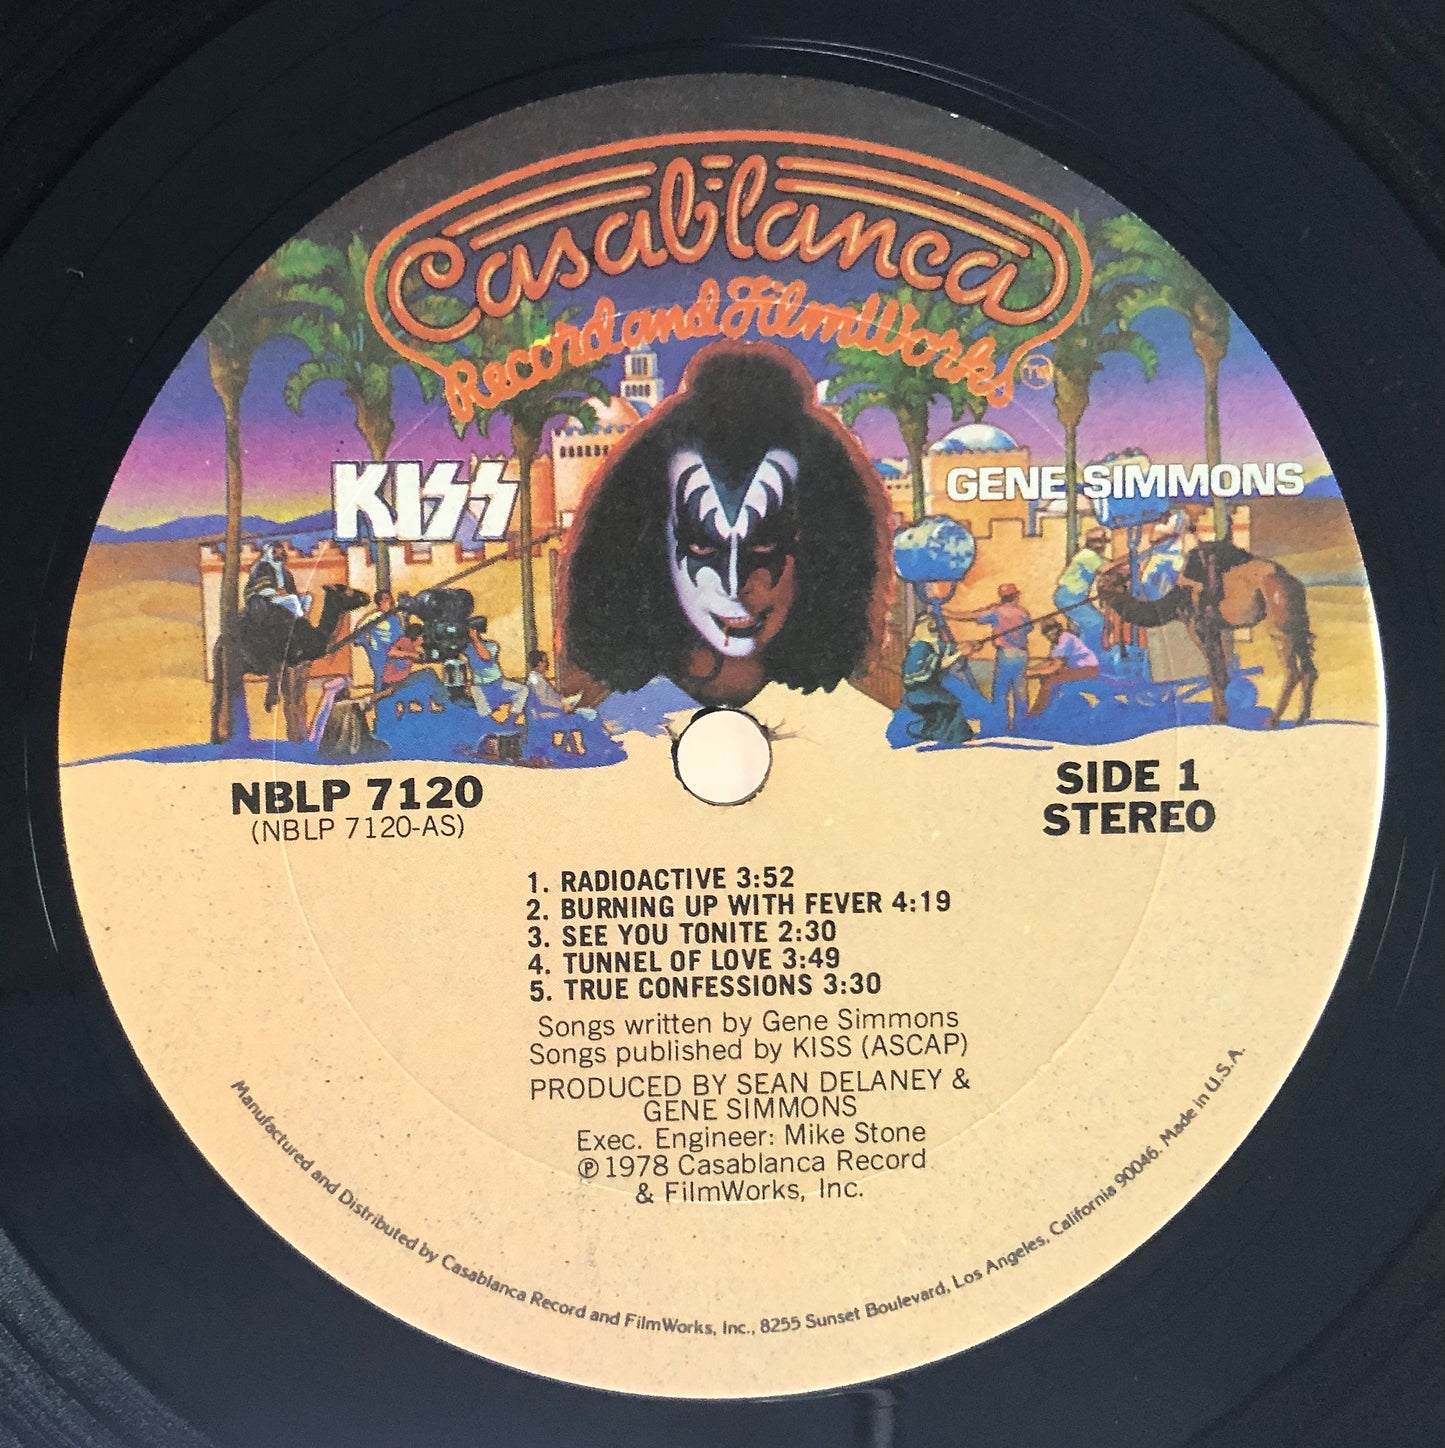 Casablanca
Record and FilmWorks TM
KISS
GENE SIMMONS
NBLP 7120
(NBLP 7120-AS)
SIDE 1
STEREO
1. RADIOACTIVE 3:52
2. BURNING UP WITH FEVER 4:19
3. SEE YOU TONITE 2:30
4. TUNNEL OF LOVE 3:49
5. TRUE CONFESSIONS 3:30
Songs written by Gene Simmons
Songs published by KISS (ASCAP)
PRODUCED BY SEAN DELANEY &
GENE SIMMONS
Exec. Engineer: Mike Stone
℗ 1978 Casablanca Record
& FilmWorks, Inc.
Manufactured and Distributed by Casablanca Record and FilmWorks, Inc., 8255 Sunset Boulevard, Los Angeles, California 90046. Made in U.S.A.